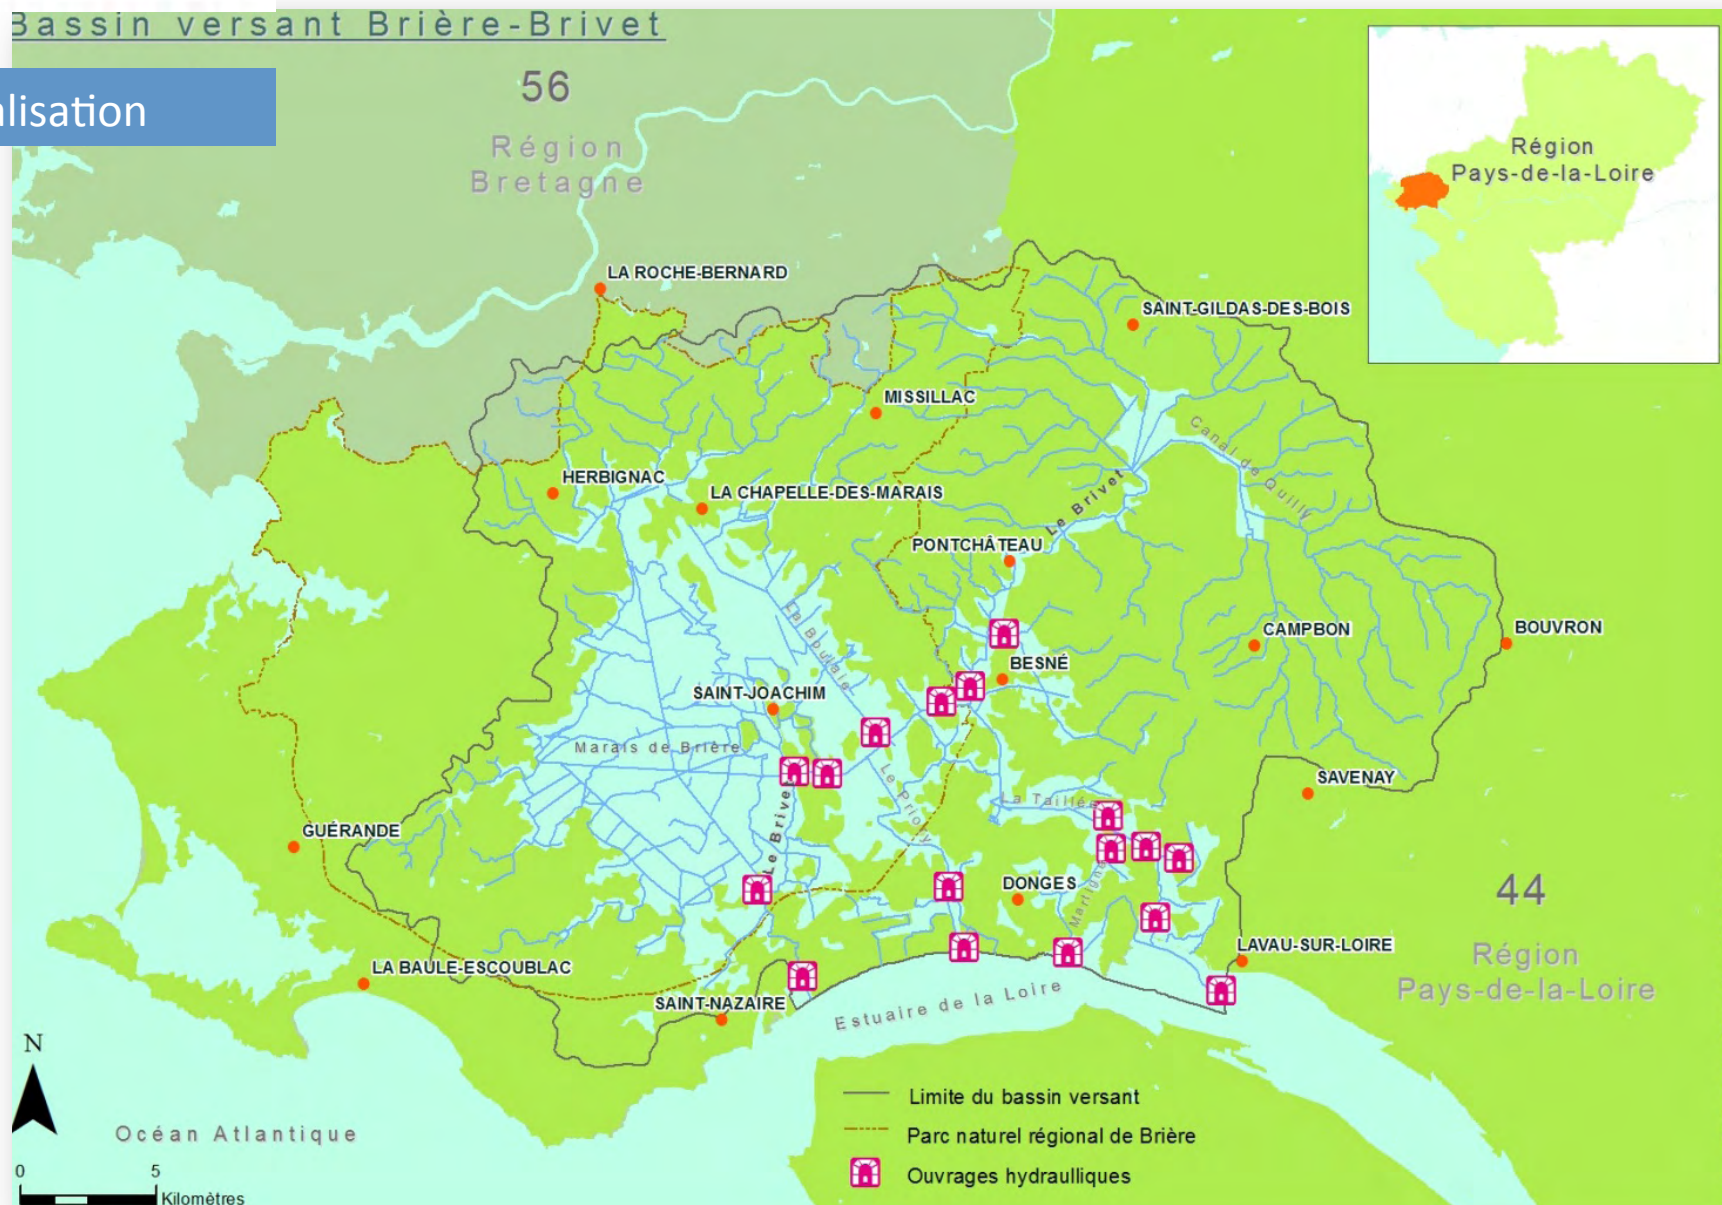 Bassin versant Brière-Brivet
alisation
56
Région
Bretagne
Région
Pays-de-la-Loire
LA ROCHE-BERNARD
SAINT-GILDAS-DES-BOIS
MISSILLAC
Canal de Quilly
HERBIGNAC
LA CHAPELLE-DES-MARAIS
Le Brivet
PONTCHÂTEAU
La Boulaie
CAMPBON
BOUVRON
BESNÉ
SAINT-JOACHIM
Marais de Brière
SAVENAY
Le Priory
La Taillée
Le Brivet
GUÉRANDE
DONGES
Martigné
44
Région
Pays-de-la-Loire
LAVAU-SUR-LOIRE
LA BAULE-ESCOUBLAC
SAINT-NAZAIRE
Estuaire de la Loire
N
Océan Atlantique
0 5
Kilomètres
Limite du bassin versant
Parc naturel régional de Brière
Ouvrages hydraulliques